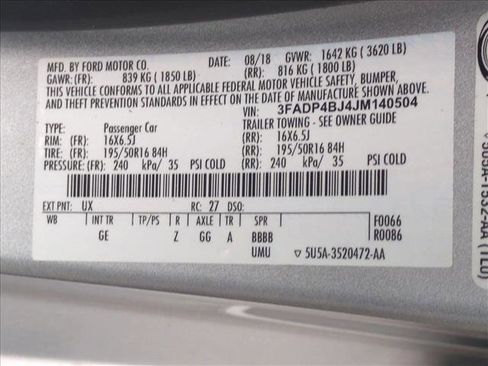 MFD. BY FORD MOTOR CO. DATE: 08/18 GVWR: 1642 KG ( 3620 LB)
GAWR: (FR): 839 KG ( 1850 LB) (RR): 816 KG ( 1800 LB)
THIS VEHICLE CONFORMS TO ALL APPLICABLE FEDERAL MOTOR VEHICLE SAFETY, BUMPER,
AND THEFT PREVENTION STANDARDS IN EFFECT ON THE DATE OF MANUFACTURE SHOWN ABOVE.
VIN: 3FADP4BJ4JM140504
TYPE: Passenger Car TRAILER TOWING - SEE OWNER GUIDE
RIM: (FR): 16X6.5J (RR): 16X6.5J
TIRE: (FR): 195/50R16 84H (RR): 195/50R16 84H
PRESSURE: (FR): 240 kPa/ 35 PSI COLD (RR): 240 kPa/ 35 PSI COLD
EXT PNT: UX RC: 27 DSO:
WB INT TR TP/PS R AXLE TR SPR F0066
GE Z GG A BBBB R0086
UMU ▽ 5U5A-3520472-AA